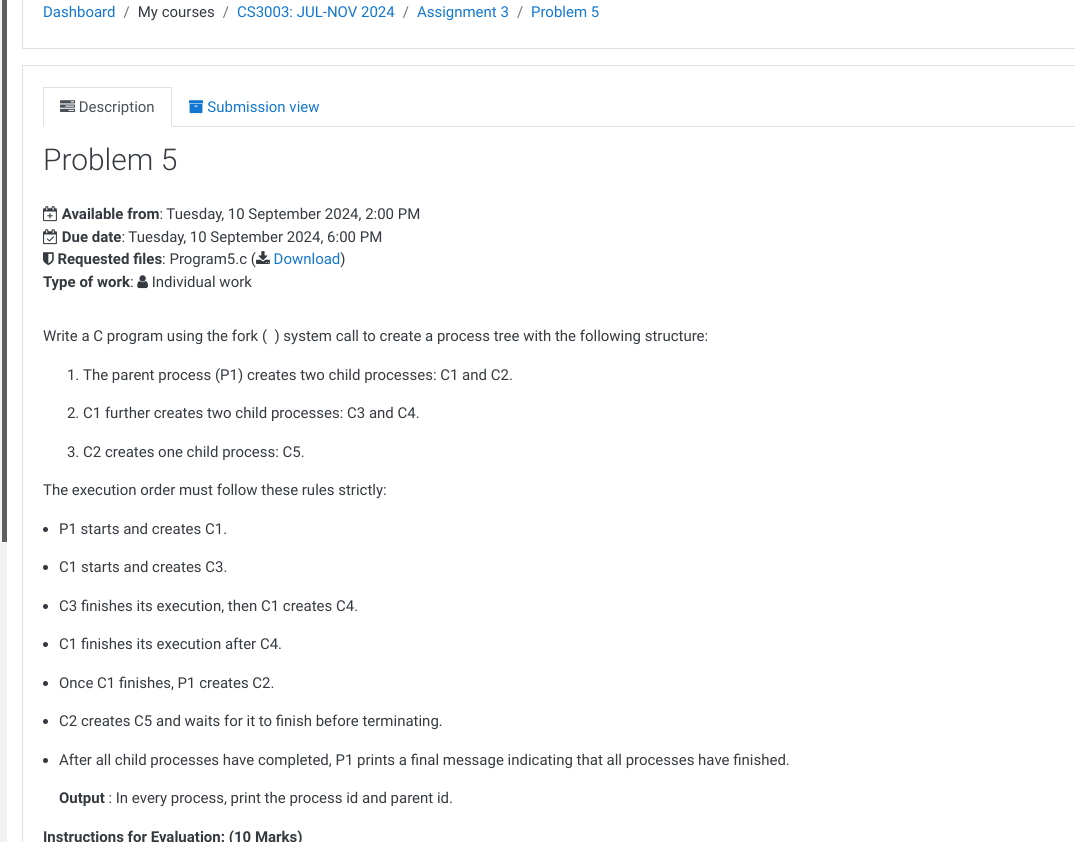 Dashboard / My courses / CS3003: JUL-NOV 2024 / Assignment 3 / Problem 5
Description Submission view
Problem 5
Available from: Tuesday, 10 September 2024, 2:00 PM
Due date: Tuesday, 10 September 2024, 6:00 PM
Requested files: Program5.c (Download)
Type of work: Individual work
Write a C program using the fork ( ) system call to create a process tree with the following structure:
1. The parent process (P1) creates two child processes: C1 and C2.
2. C1 further creates two child processes: C3 and C4.
3. C2 creates one child process: C5.
The execution order must follow these rules strictly:
• P1 starts and creates C1.
• C1 starts and creates C3.
• C3 finishes its execution, then C1 creates C4.
• C1 finishes its execution after C4.
• Once C1 finishes, P1 creates C2.
• C2 creates C5 and waits for it to finish before terminating.
• After all child processes have completed, P1 prints a final message indicating that all processes have finished.
Output : In every process, print the process id and parent id.
Instructions for Evaluation: (10 Marks)